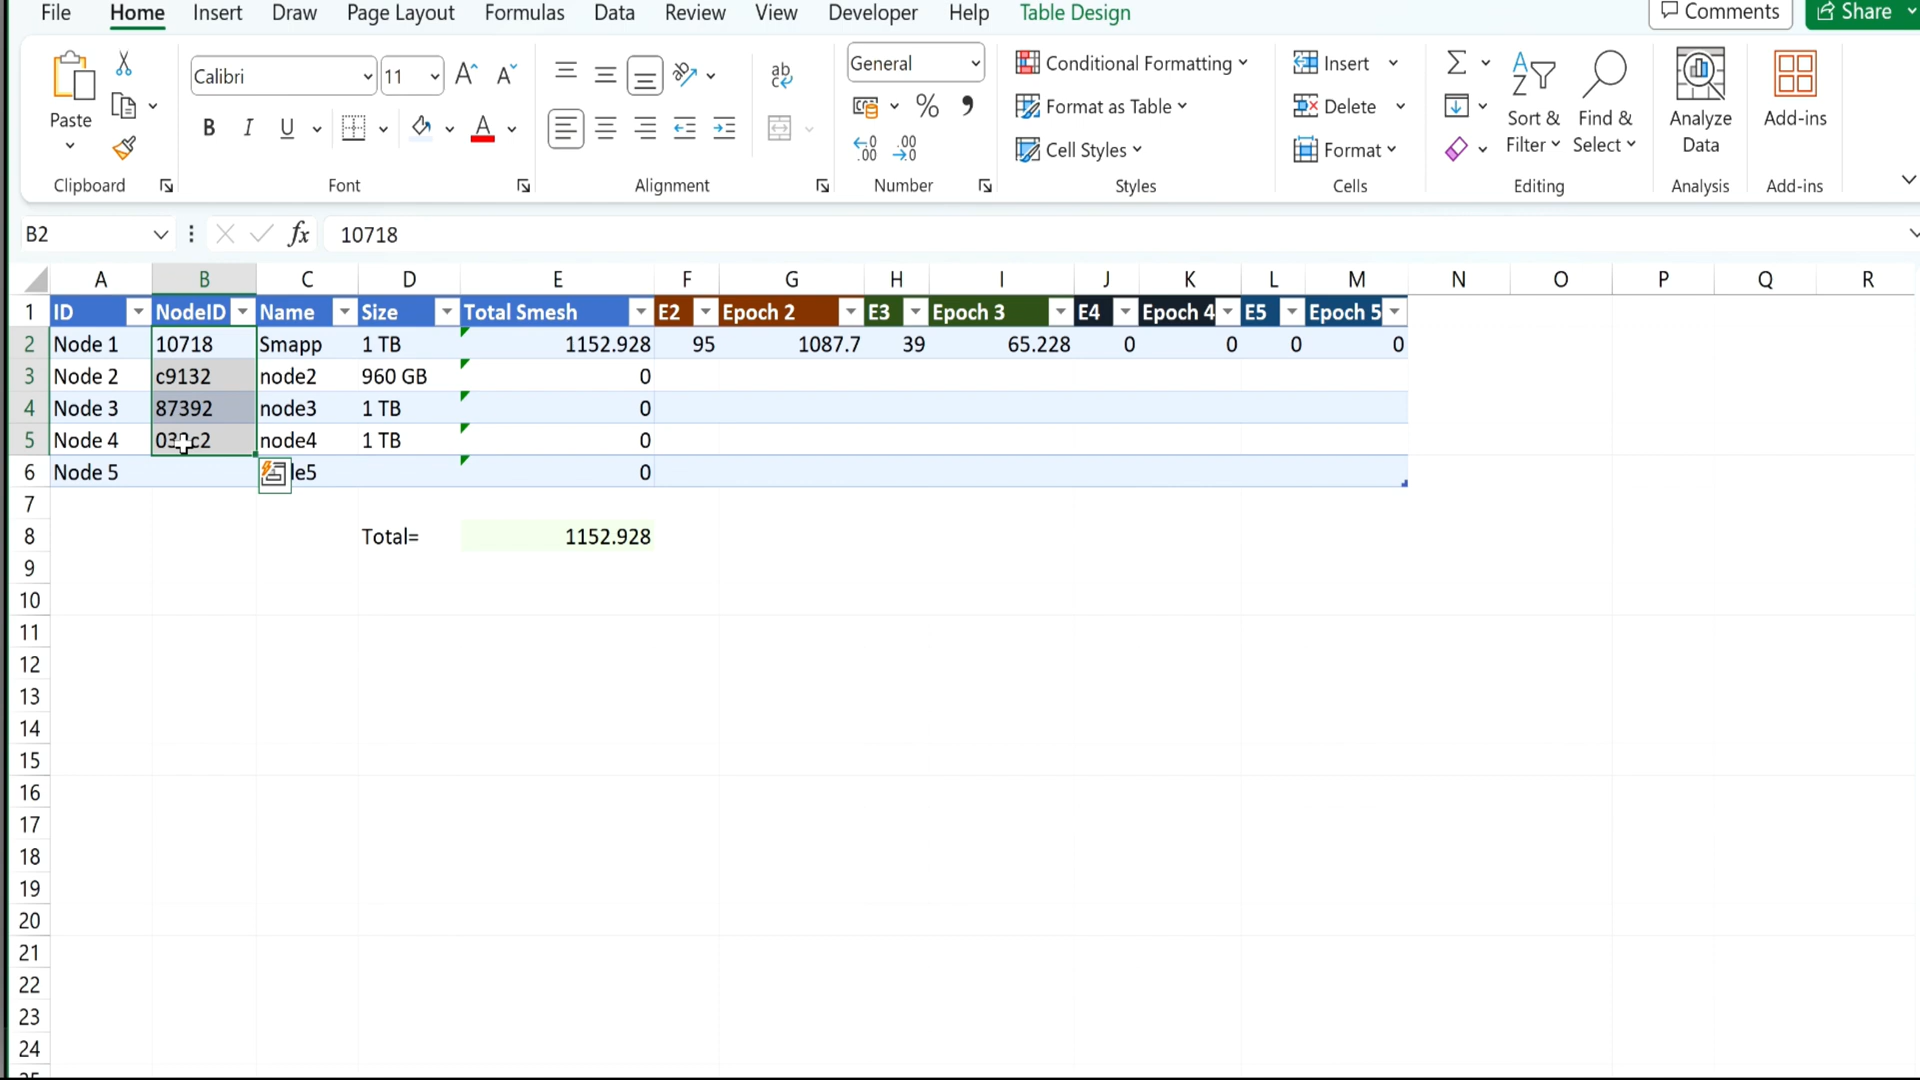 File Home Insert Draw Page Layout Formulas Data Review View Developer Help Table Design Comments Share
Paste
Clipboard
Calibri 11
B I U
Font
Alignment
General
% 9
Number
Conditional Formatting
Format as Table
Cell Styles
Styles
Insert
Delete
Format
Cells
Sort & Filter
Find & Select
Editing
Analyze Data
Analysis
Add-ins
Add-ins
B2 fx 10718
A B C D E F G H I J K L M N O P Q R
1 ID NodeID Name Size Total Smesh E2 Epoch 2 E3 Epoch 3 E4 Epoch 4 E5 Epoch 5
2 Node 1 10718 Smapp 1 TB 1152.928 95 1087.7 39 65.228 0 0 0 0
3 Node 2 c9132 node2 960 GB 0
4 Node 3 87392 node3 1 TB 0
5 Node 4 node4 1 TB 0
6 Node 5 0
7
8 Total= 1152.928
9
10
11
12
13
14
15
16
17
18
19
20
21
22
23
24